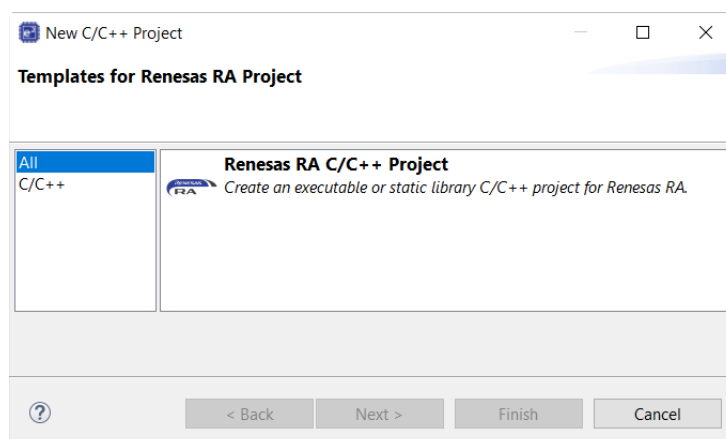 New C/C++ Project
Templates for Renesas RA Project
All
C/C++
Renesas RA C/C++ Project
RENESAS
RA
Create an executable or static library C/C++ project for Renesas RA.
?
< Back
Next >
Finish
Cancel